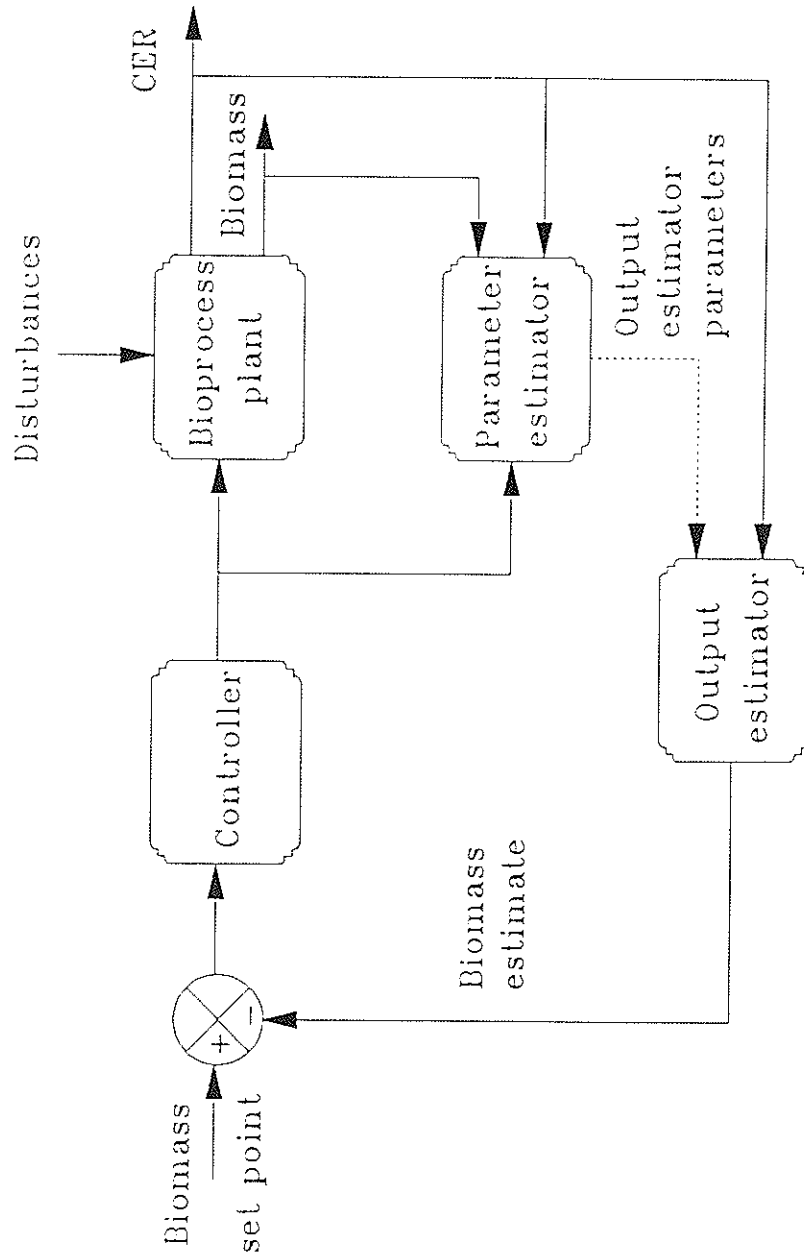 Disturbances
CER
Biomass
Bioprocess
plant
Controller
Biomass
set point
+
−
Parameter
estimator
Output
estimator
parameters
Biomass
estimate
Output
estimator